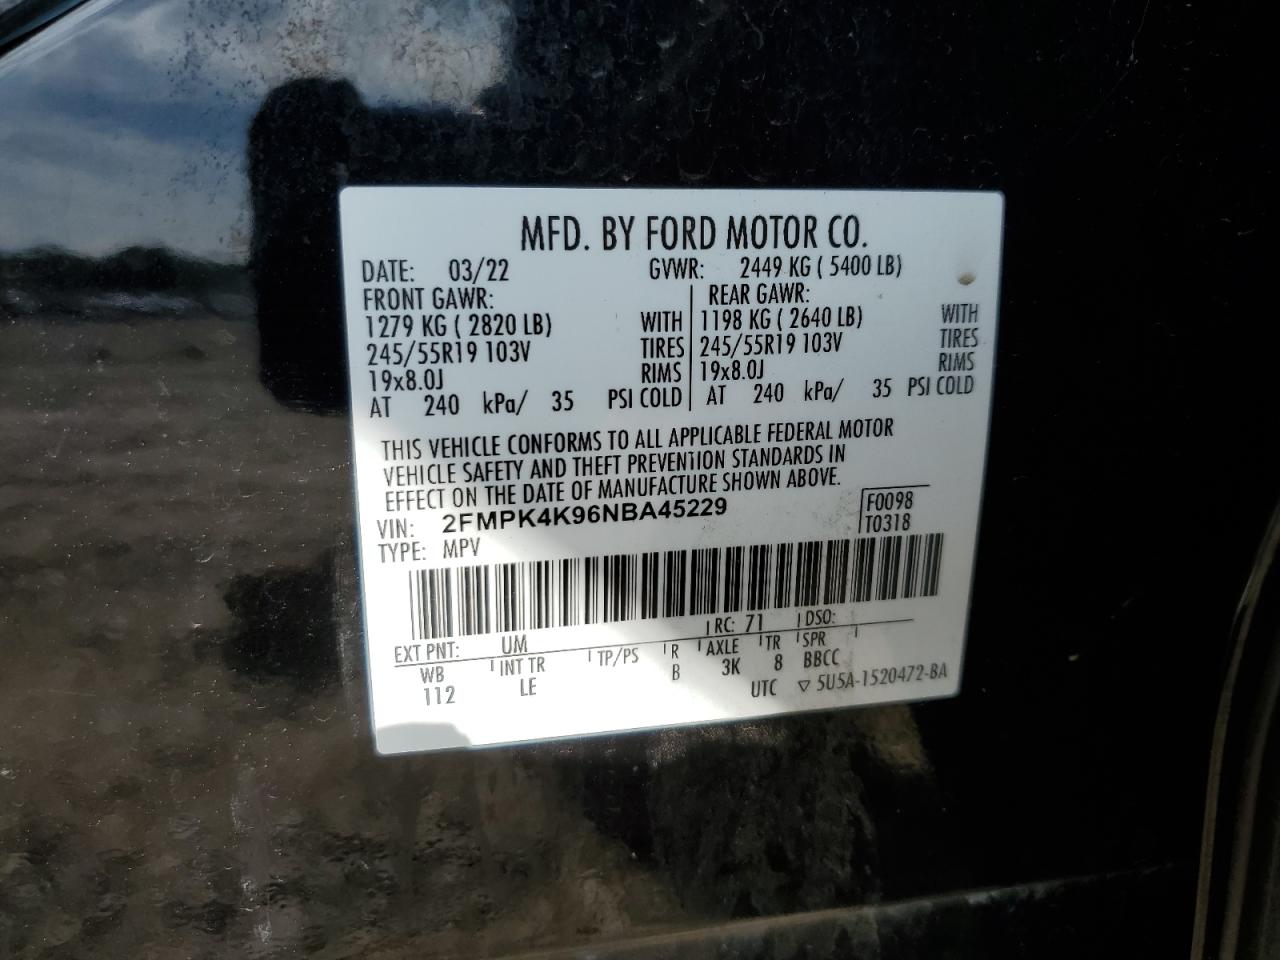 MFD. BY FORD MOTOR CO.
DATE: 03/22 GVWR: 2449 KG ( 5400 LB)
FRONT GAWR: REAR GAWR:
1279 KG ( 2820 LB) WITH 1198 KG ( 2640 LB) WITH
245/55R19 103V TIRES 245/55R19 103V TIRES
19x8.0J RIMS 19x8.0J RIMS
AT 240 kPa/ 35 PSI COLD AT 240 kPa/ 35 PSI COLD
THIS VEHICLE CONFORMS TO ALL APPLICABLE FEDERAL MOTOR
VEHICLE SAFETY AND THEFT PREVENTION STANDARDS IN
EFFECT ON THE DATE OF MANUFACTURE SHOWN ABOVE.
VIN: 2FMPK4K96NBA45229 F0098
TYPE: MPV T0318
EXT PNT: UM RC: 71 DSO:
WB INT TR TP/PS R AXLE TR SPR
112 LE B 3K 8 BBCC
UTC ▽ 5U5A-1520472-BA